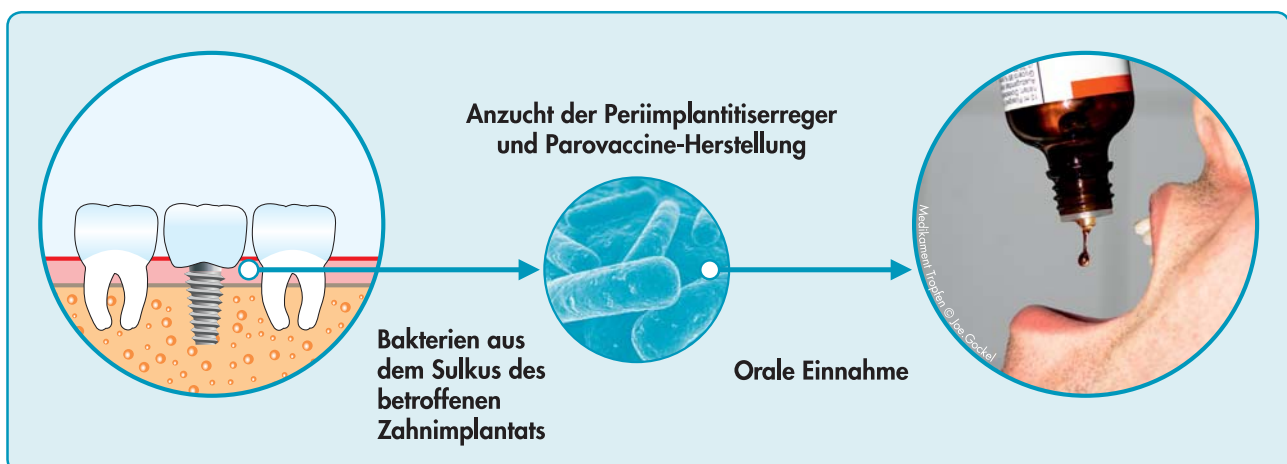 Anzucht der Periimplantitiserreger
und Parovaccine-Herstellung
Bakterien aus
dem Sulkus des
betroffenen
Zahnimplantats
Orale Einnahme
Medikament Tropfen © Joe.Gockel